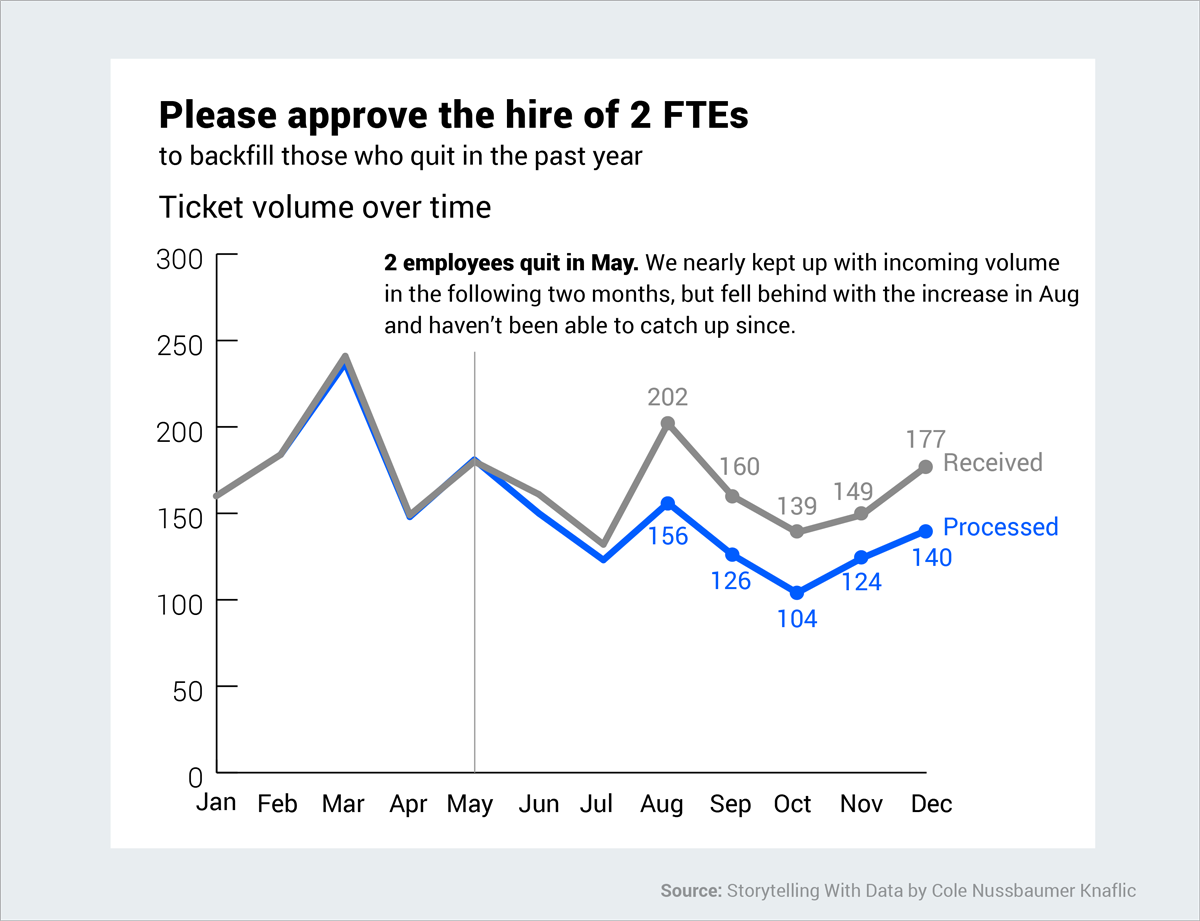 Please approve the hire of 2 FTEs
to backfill those who quit in the past year
Ticket volume over time
2 employees quit in May. We nearly kept up with incoming volume
in the following two months, but fell behind with the increase in Aug
and haven’t been able to catch up since.
300
250
200
150
100
50
0
202
160
139
149
177
Received
156
126
104
124
140
Processed
Jan Feb Mar Apr May Jun Jul Aug Sep Oct Nov Dec
Source: Storytelling With Data by Cole Nussbaumer Knaflic